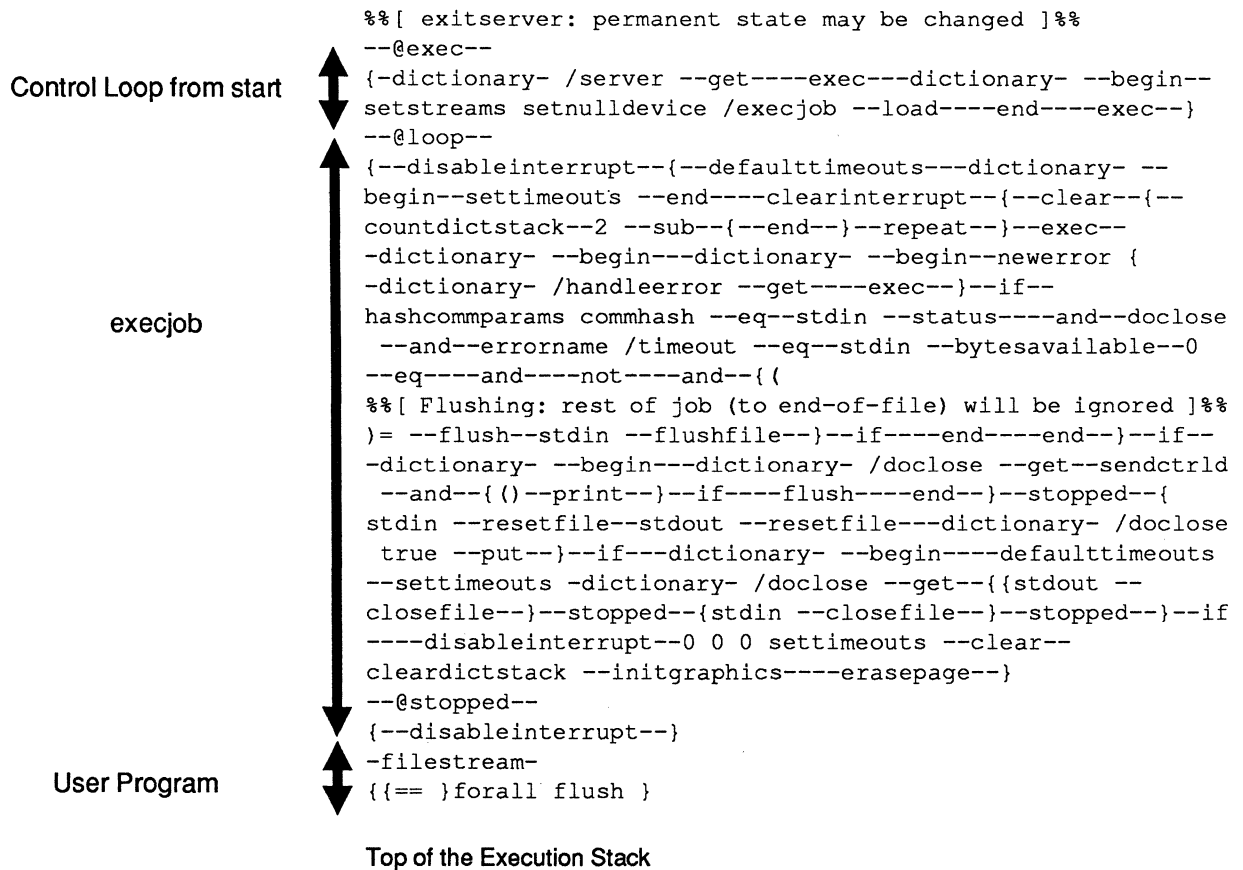 %%[ exitserver: permanent state may be changed ]%%
--@exec--
Control Loop from start
{-dictionary- /server --get----exec---dictionary- --begin--
setstreams setnulldevice /execjob --load----end----exec--}
--@loop--
{--disableinterrupt--{--defaulttimeouts---dictionary- --
begin--settimeouts --end----clearinterrupt--{--clear--{--
countdictstack--2 --sub--{--end--}--repeat--}--exec--
-dictionary- --begin---dictionary- --begin--newerror {
-dictionary- /handleerror --get----exec--}--if--
execjob
hashcommparams commhash --eq--stdin --status----and--doclose
--and--errorname /timeout --eq--stdin --bytesavailable--0
--eq----and----not----and--{(
%%[ Flushing: rest of job (to end-of-file) will be ignored ]%%
)= --flush--stdin --flushfile--}--if----end----end--}--if--
-dictionary- --begin---dictionary- /doclose --get--sendctrld
--and--{()--print--}--if----flush----end--}--stopped--{
stdin --resetfile--stdout --resetfile---dictionary- /doclose
true --put--}--if---dictionary- --begin----defaulttimeouts
--settimeouts -dictionary- /doclose --get--{{stdout --
closefile--}--stopped--{stdin --closefile--}--stopped--}--if
----disableinterrupt--0 0 0 settimeouts --clear--
cleardictstack --initgraphics----erasepage--}
--@stopped--
{--disableinterrupt--}
-filestream-
User Program
{{== }forall flush }
Top of the Execution Stack